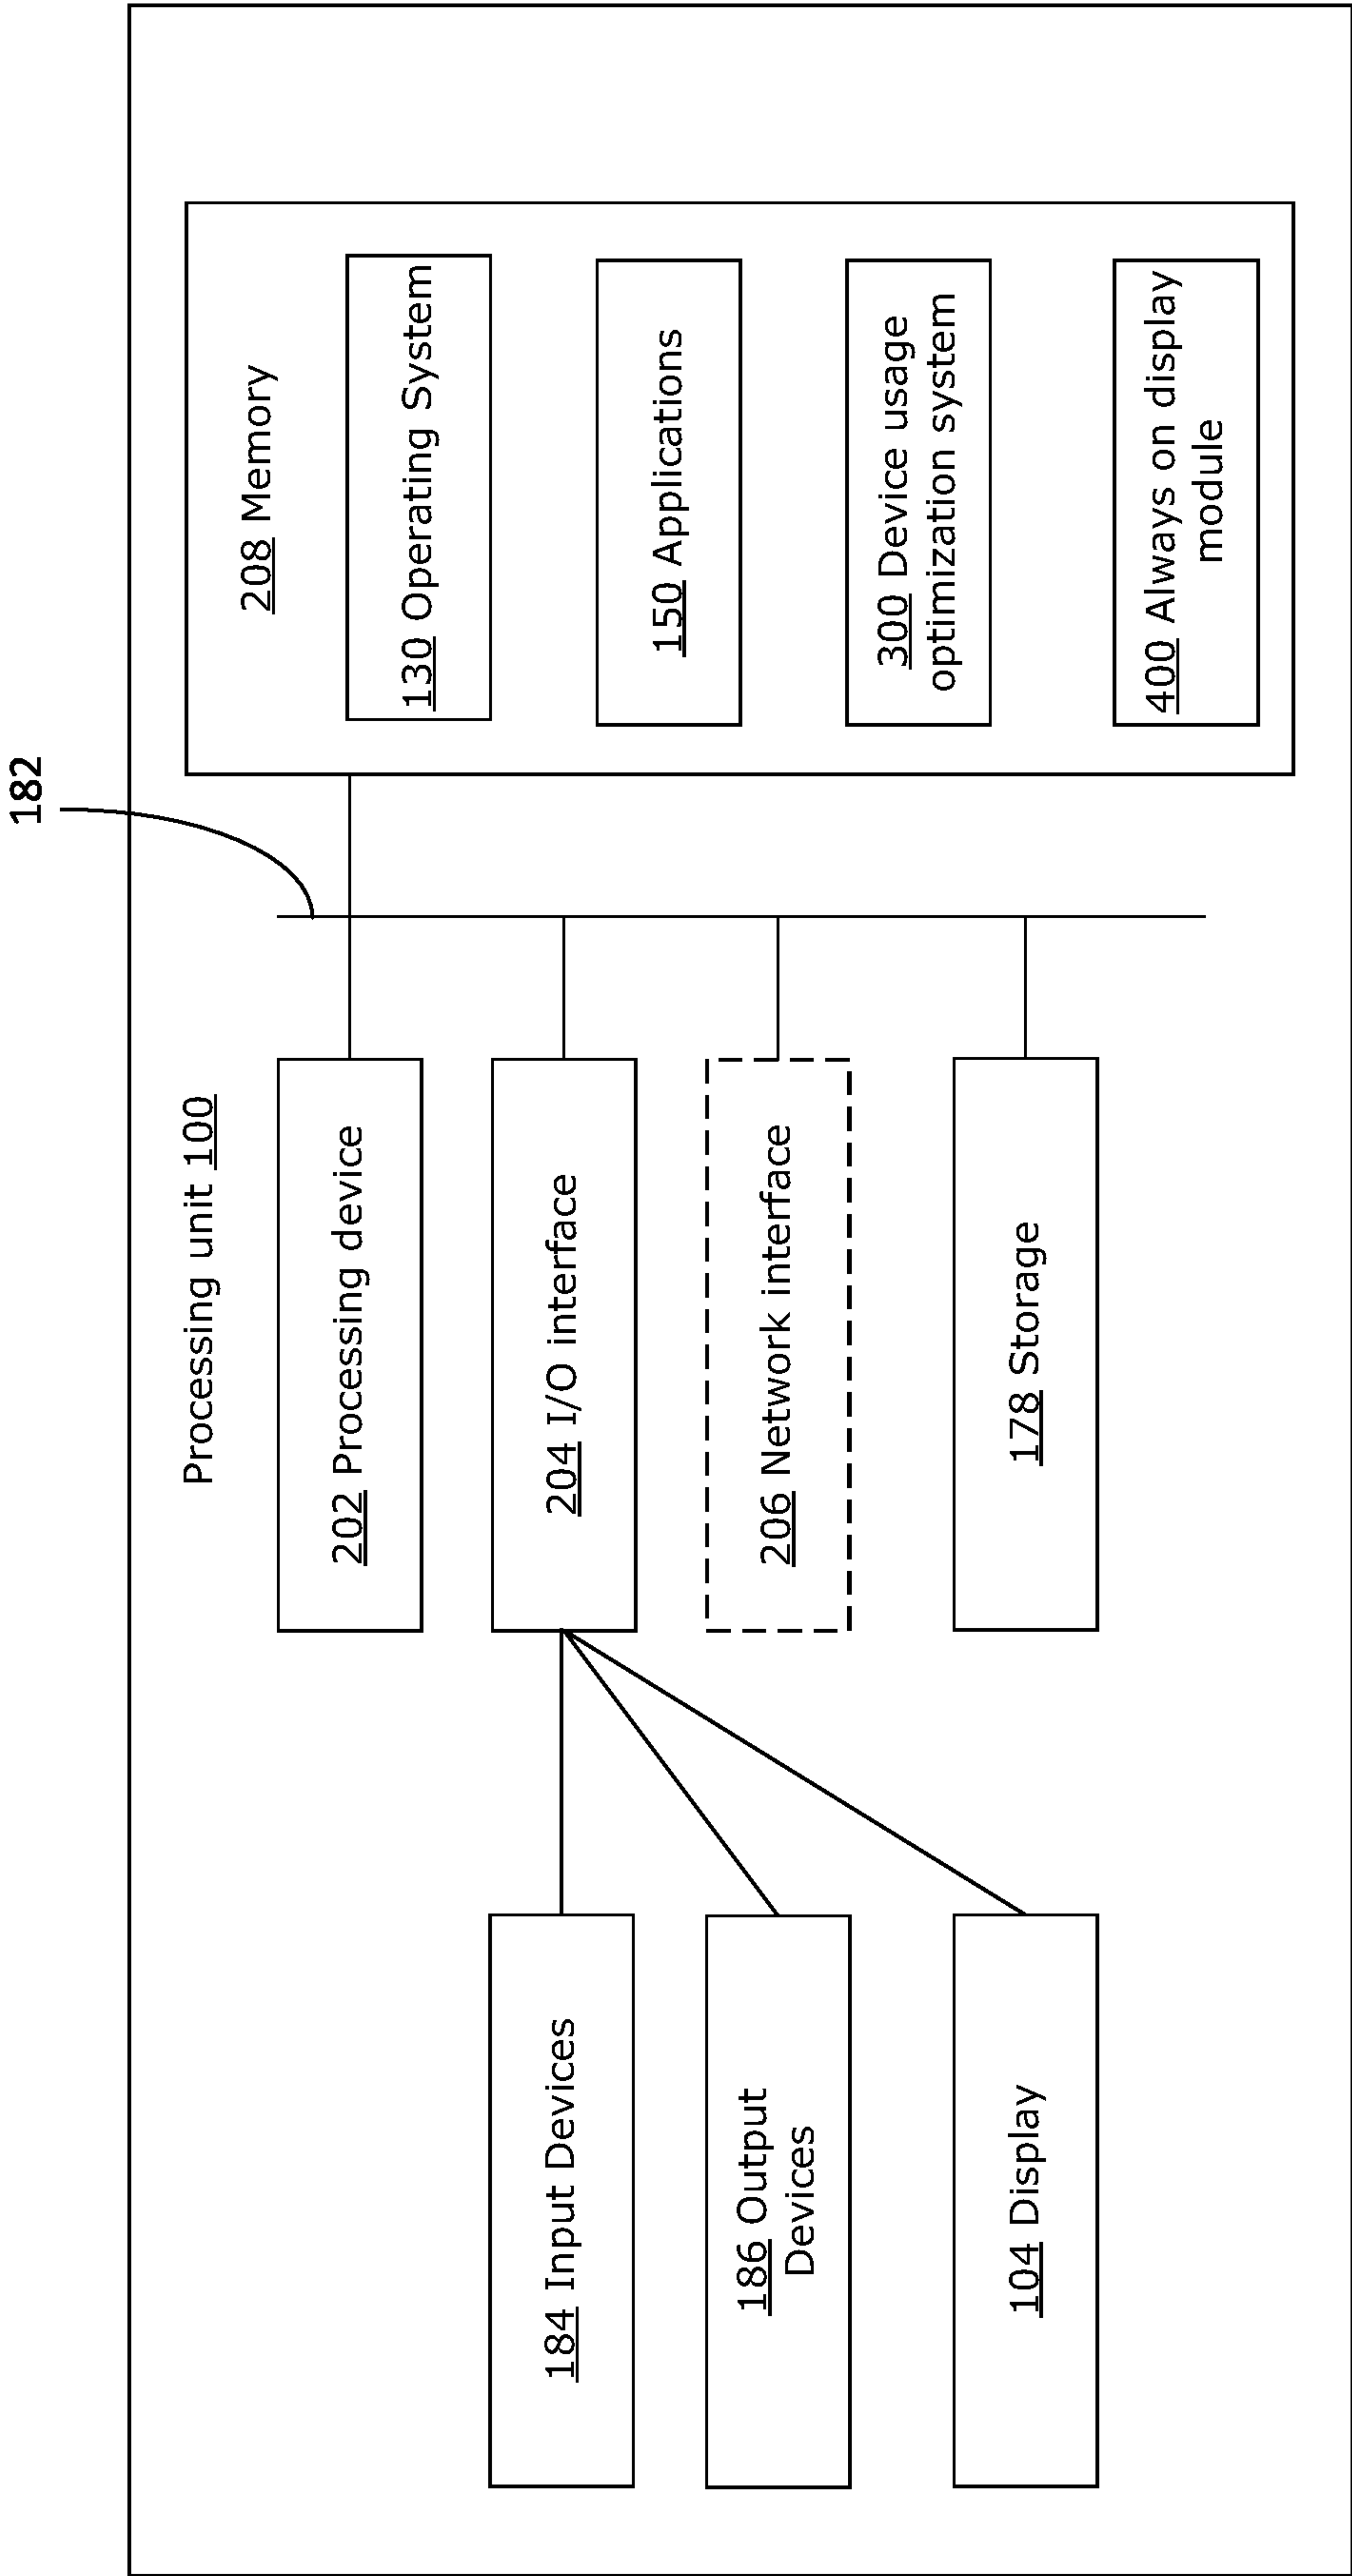 182
Processing unit 100
184 Input Devices
186 Output
Devices
104 Display
202 Processing device
204 I/O interface
206 Network interface
178 Storage
208 Memory
130 Operating System
150 Applications
300 Device usage
optimization system
400 Always on display
module